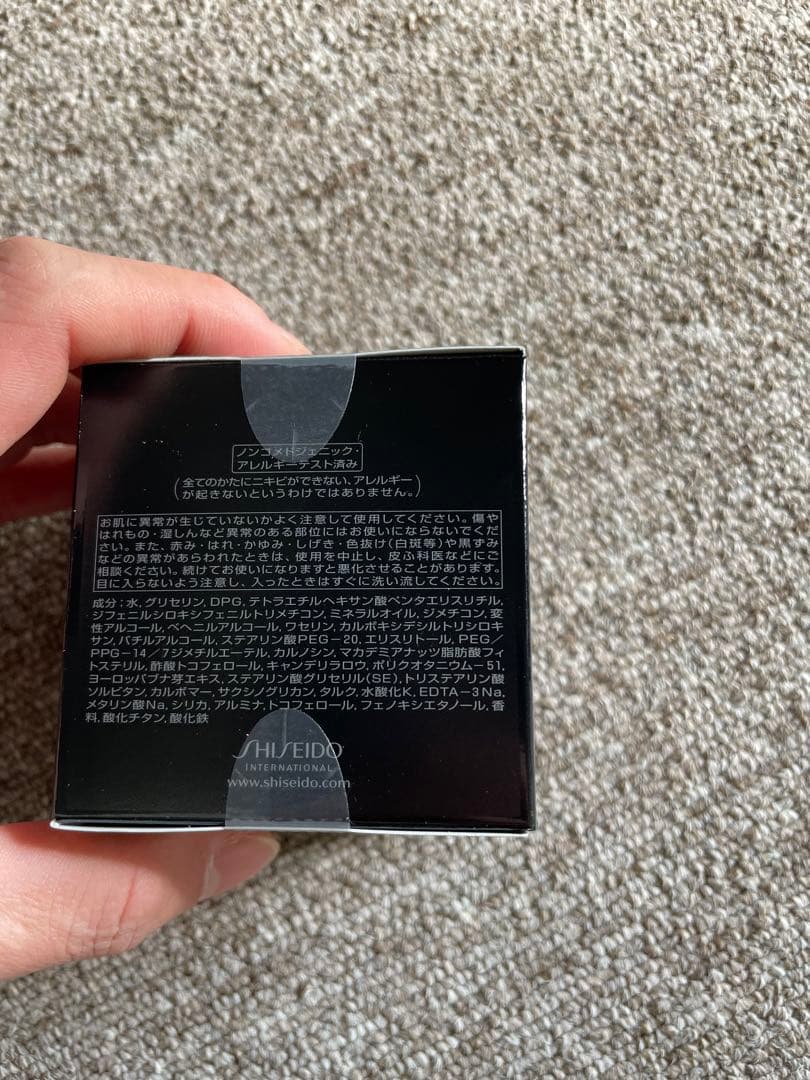 ノンコメドジェニック・
アレルギーテスト済み
(全てのかたにニキビができない、アレルギー
が起きないというわけではありません。)
お肌に異常が生じていないかよく注意して使用してください。傷や
はれもの・湿しんなど異常のある部位にはお使いにならないでくだ
さい。また、赤み・はれ・かゆみ・しげき・色抜け(白斑等)や黒ずみ
などの異常があらわれたときは、使用を中止し、皮ふ科医などにご
相談ください。続けてお使いになりますと悪化することがあります。
目に入らないよう注意し、入ったときはすぐに洗い流してください。
成分:水,グリセリン,DPG,テトラエチルヘキサン酸ペンタエリスリチル,
ジフェニルシロキシフェニルトリメチコン,ミネラルオイル,ジメチコン,変
性アルコール,ベヘニルアルコール,ワセリン,カルボキシデシルトリシロキ
サン,バチルアルコール,ステアリン酸PEG-20,エリスリトール,PEG/
PPG-14/7ジメチルエーテル,カルノシン,マカデミアナッツ脂肪酸フィ
トステリル,酢酸トコフェロール,キャンデリラロウ,ポリクオタニウム-51,
ヨーロッパブナ芽エキス,ステアリン酸グリセリル(SE),トリステアリン酸
ソルビタン,カルボマー,サクシノグリカン,タルク,水酸化K,EDTA-3Na,
メタリン酸Na,シリカ,アルミナ,トコフェロール,フェノキシエタノール,香
料,酸化チタン,酸化鉄
SHISEIDO
INTERNATIONAL
www.shiseido.com